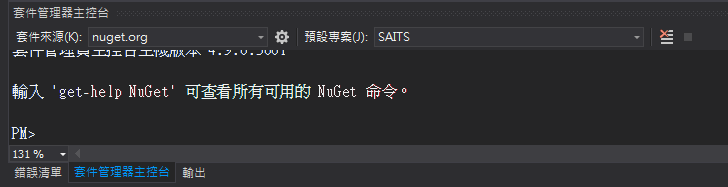 套件管理器主控台
套件來源(K): nuget.org 預設專案(J): SAITS
輸入 'get-help NuGet' 可查看所有可用的 NuGet 命令。
PM>
131 %
錯誤清單 套件管理器主控台 輸出